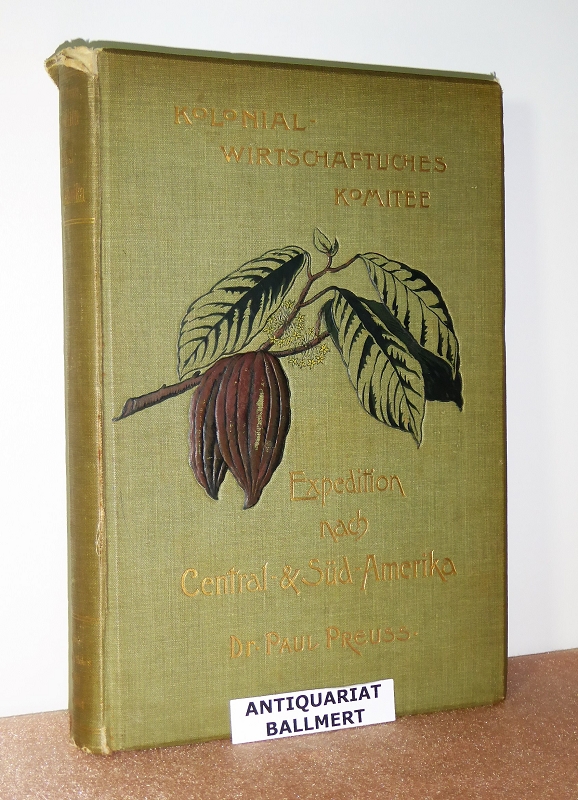 KOLONIAL-
WIRTSCHAFTLICHES
KOMITEE
Expedition
nach
Central- & Süd-Amerika
Dr. PAUL PREUSS.
ANTIQUARIAT
BALLMERT